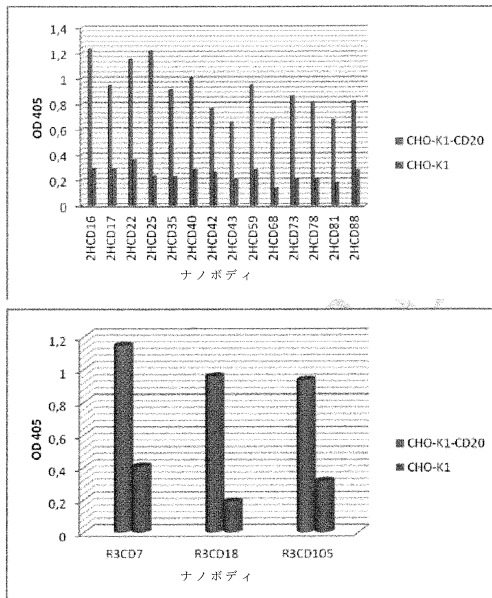 1,4
1,2
1
0,8
0,6
0,4
0,2
0
OD 405
2HCD16
2HCD17
2HCD22
2HCD25
2HCD35
2HCD40
2HCD42
2HCD43
2HCD59
2HCD68
2HCD73
2HCD78
2HCD81
2HCD88
ナノボディ
CHO-K1-CD20
CHO-K1
1,2
1
0,8
0,6
0,4
0,2
0
OD 405
R3CD7
R3CD18
R3CD105
ナノボディ
CHO-K1-CD20
CHO-K1